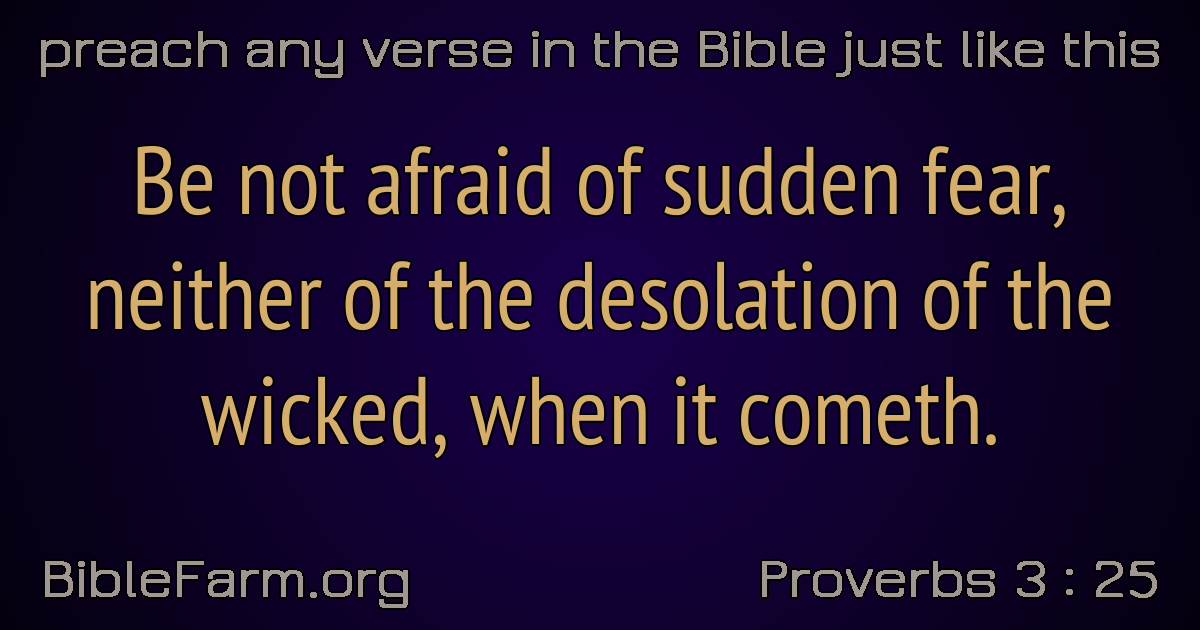 preach any verse in the Bible just like this
Be not afraid of sudden fear,
neither of the desolation of the
wicked, when it cometh.
BibleFarm.org
Proverbs 3 : 25